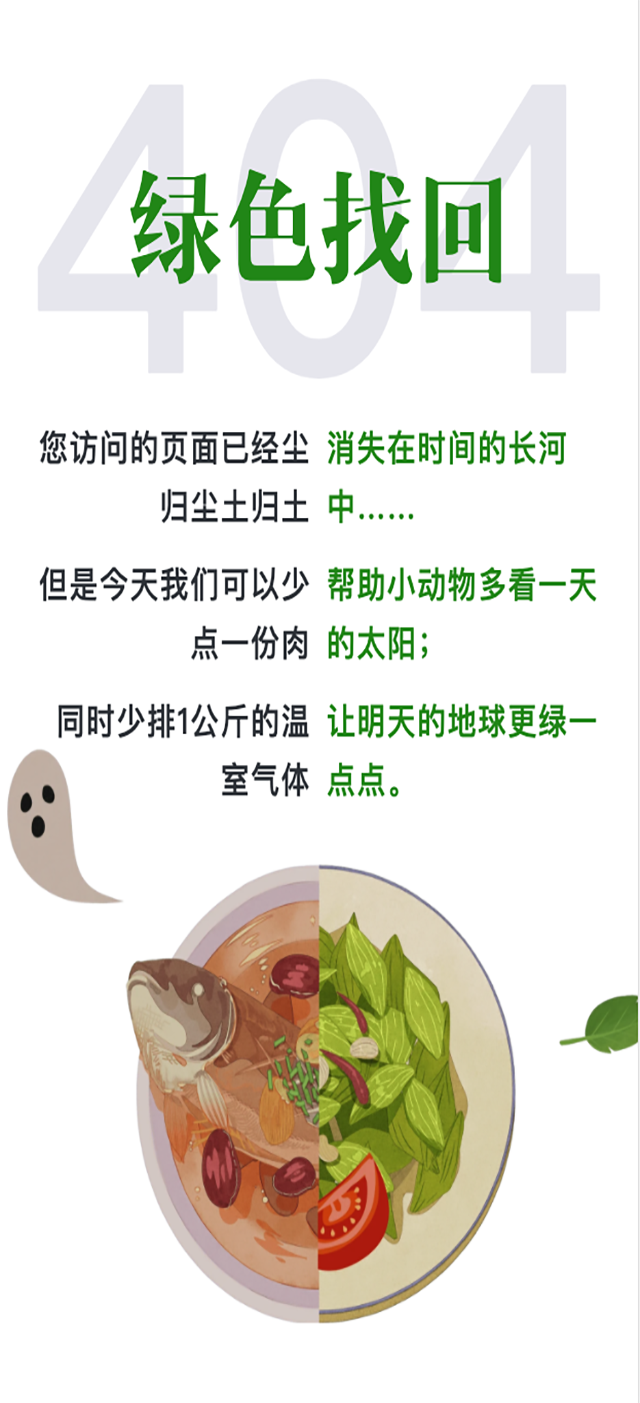 404
绿色找回
您访问的页面已经尘 消失在时间的长河
归尘土归土 中……
但是今天我们可以少 帮助小动物多看一天
点一份肉 的太阳；
同时少排1公斤的温 让明天的地球更绿一
室气体 点点。